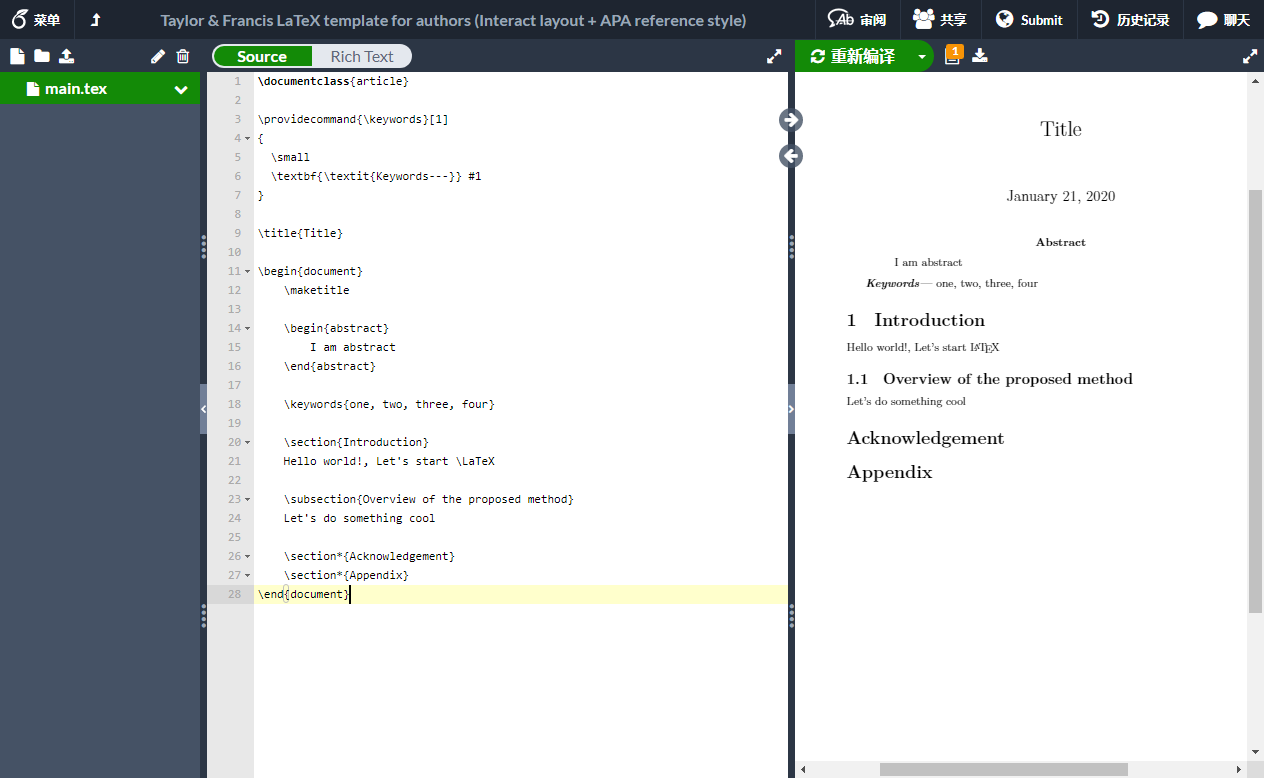 菜单
Taylor & Francis LaTeX template for authors (Interact layout + APA reference style)
Ab 审阅
共享
Submit
历史记录
聊天
Source
Rich Text
重新编译
1
main.tex
1 \documentclass{article}
2
3 \providecommand{\keywords}[1]
4 {
5   \small
6   \textbf{\textit{Keywords---}} #1
7 }
8
9 \title{Title}
10
11 \begin{document}
12     \maketitle
13
14     \begin{abstract}
15         I am abstract
16     \end{abstract}
17
18     \keywords{one, two, three, four}
19
20     \section{Introduction}
21     Hello world!, Let's start \LaTeX
22
23     \subsection{Overview of the proposed method}
24     Let's do something cool
25
26     \section*{Acknowledgement}
27     \section*{Appendix}
28 \end{document}
Title
January 21, 2020
Abstract
I am abstract
Keywords— one, two, three, four
1 Introduction
Hello world!, Let's start LaTeX
1.1 Overview of the proposed method
Let's do something cool
Acknowledgement
Appendix